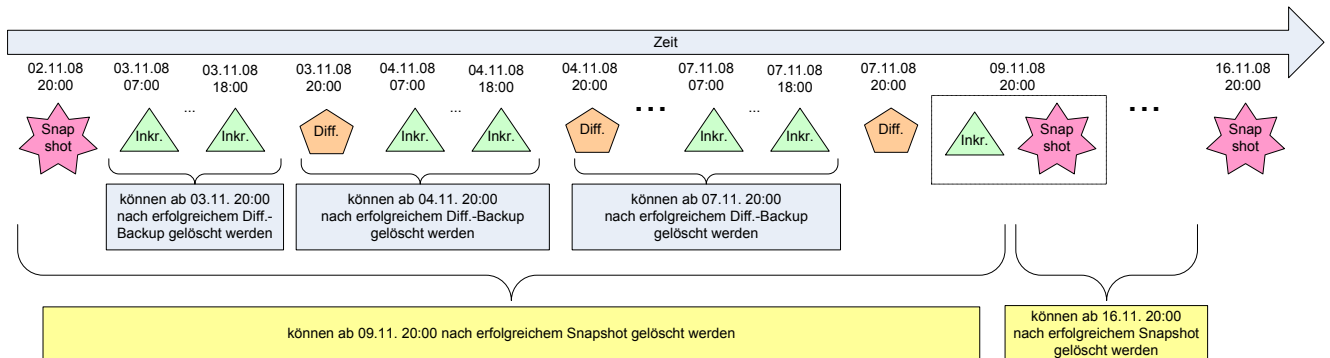 Zeit
02.11.08
20:00
03.11.08
07:00
03.11.08
18:00
03.11.08
20:00
04.11.08
07:00
04.11.08
18:00
04.11.08
20:00
07.11.08
07:00
07.11.08
18:00
07.11.08
20:00
09.11.08
20:00
16.11.08
20:00
Snap
shot
Inkr.
...
Inkr.
Diff.
Inkr.
...
Inkr.
Diff.
...
Inkr.
...
Inkr.
Diff.
Inkr.
Snap
shot
...
Snap
shot
können ab 03.11. 20:00
nach erfolgreichem Diff.-
Backup gelöscht werden
können ab 04.11. 20:00
nach erfolgreichem Diff.-Backup
gelöscht werden
können ab 07.11. 20:00
nach erfolgreichem Diff.-Backup
gelöscht werden
können ab 09.11. 20:00 nach erfolgreichem Snapshot gelöscht werden
können ab 16.11. 20:00
nach erfolgreichem Snapshot
gelöscht werden